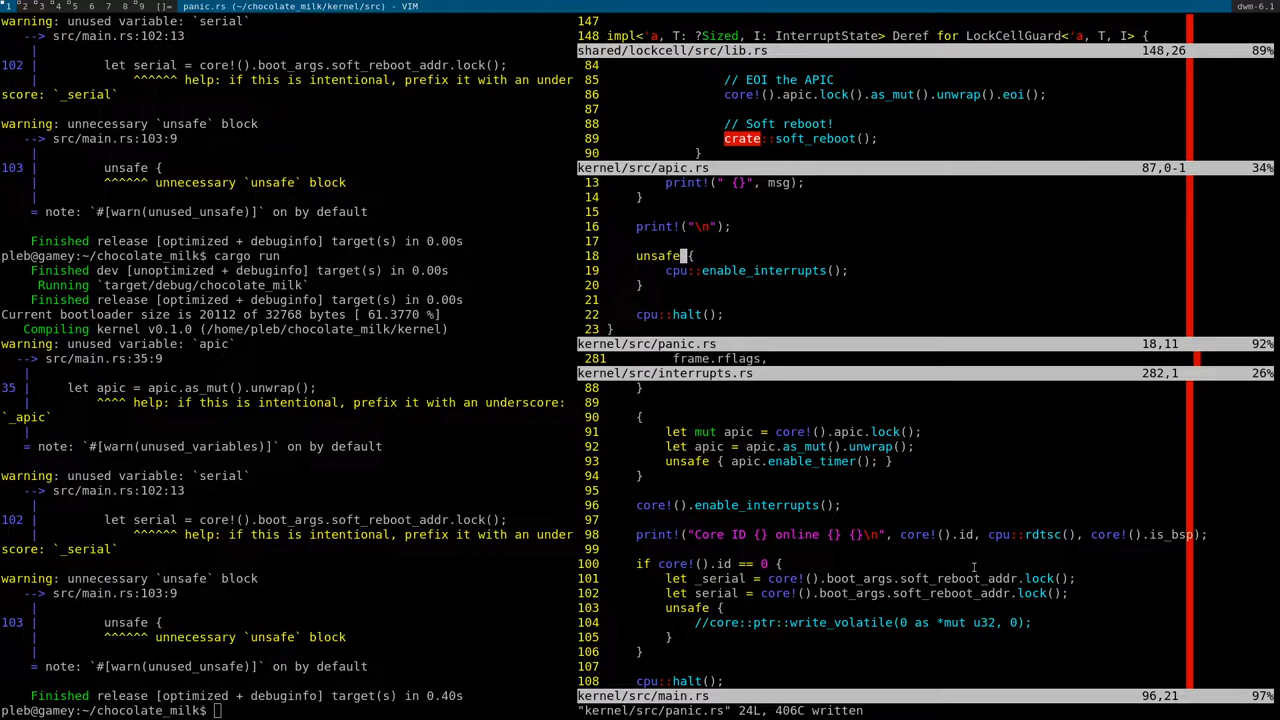 1 2 3 4 5 6 7 8 9 []= panic.rs (~/chocolate_milk/kernel/src) - VIM dwm-6.1
warning: unused variable: `serial`
--> src/main.rs:102:13
|
102 | let serial = core!().boot_args.soft_reboot_addr.lock();
| ^^^^^^ help: if this is intentional, prefix it with an under
score: `_serial`
warning: unnecessary `unsafe` block
--> src/main.rs:103:9
|
103 | unsafe {
| ^^^^^^ unnecessary `unsafe` block
|
= note: `#[warn(unused_unsafe)]` on by default
Finished release [optimized + debuginfo] target(s) in 0.00s
pleb@gamey:~/chocolate_milk$ cargo run
Finished dev [unoptimized + debuginfo] target(s) in 0.00s
Running `target/debug/chocolate_milk`
Finished release [optimized + debuginfo] target(s) in 0.00s
Current bootloader size is 20112 of 32768 bytes [ 61.3770 %]
Compiling kernel v0.1.0 (/home/pleb/chocolate_milk/kernel)
warning: unused variable: `apic`
--> src/main.rs:35:9
|
35 | let apic = apic.as_mut().unwrap();
| ^^^^ help: if this is intentional, prefix it with an underscore:
`_apic`
|
= note: `#[warn(unused_variables)]` on by default
warning: unused variable: `serial`
--> src/main.rs:102:13
|
102 | let serial = core!().boot_args.soft_reboot_addr.lock();
| ^^^^^^ help: if this is intentional, prefix it with an under
score: `_serial`
warning: unnecessary `unsafe` block
--> src/main.rs:103:9
|
103 | unsafe {
| ^^^^^^ unnecessary `unsafe` block
|
= note: `#[warn(unused_unsafe)]` on by default
Finished release [optimized + debuginfo] target(s) in 0.40s
pleb@gamey:~/chocolate_milk$
147
148 impl<'a, T: ?Sized, I: InterruptState> Deref for LockCellGuard<'a, T, I> {
shared/lockcell/src/lib.rs 148,26 89%
84
85 // EOI the APIC
86 core!().apic.lock().as_mut().unwrap().eoi();
87
88 // Soft reboot!
89 crate::soft_reboot();
90 }
kernel/src/apic.rs 87,0-1 34%
13 print!(" {}", msg);
14 }
15
16 print!("\n");
17
18 unsafe {
19 cpu::enable_interrupts();
20 }
21
22 cpu::halt();
23 }
kernel/src/panic.rs 18,11 92%
281 frame.rflags,
kernel/src/interrupts.rs 282,1 26%
88 }
89
90 {
91 let mut apic = core!().apic.lock();
92 let apic = apic.as_mut().unwrap();
93 unsafe { apic.enable_timer(); }
94 }
95
96 core!().enable_interrupts();
97
98 print!("Core ID {} online {} {}\n", core!().id, cpu::rdtsc(), core!().is_bsp);
99
100 if core!().id == 0 {
101 let _serial = core!().boot_args.soft_reboot_addr.lock();
102 let serial = core!().boot_args.soft_reboot_addr.lock();
103 unsafe {
104 //core::ptr::write_volatile(0 as *mut u32, 0);
105 }
106 }
107
108 cpu::halt();
kernel/src/main.rs 96,21 97%
"kernel/src/panic.rs" 24L, 406C written